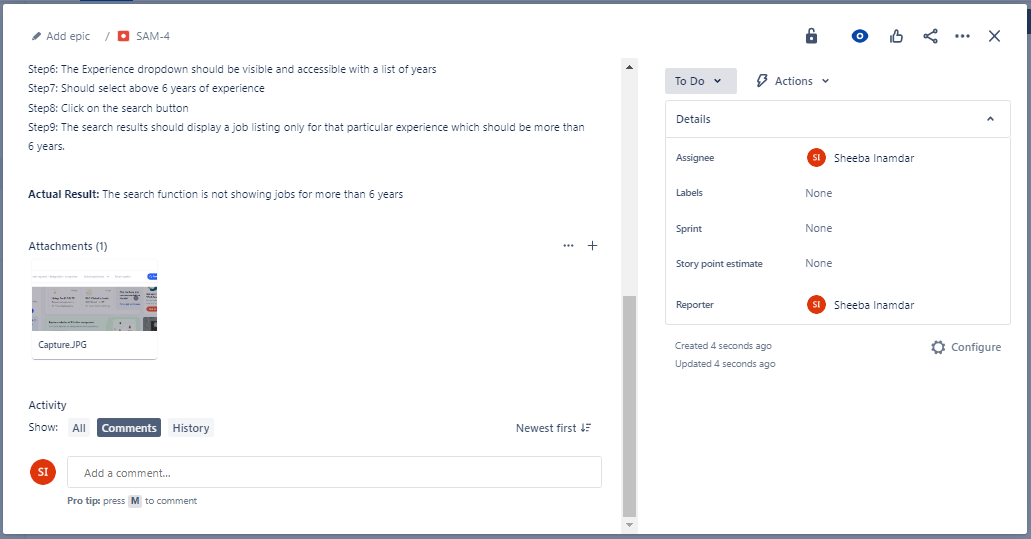 Add epic / SAM-4
Step6: The Experience dropdown should be visible and accessible with a list of years
Step7: Should select above 6 years of experience
Step8: Click on the search button
Step9: The search results should display a job listing only for that particular experience which should be more than
6 years.
Actual Result: The search function is not showing jobs for more than 6 years
Attachments (1)
Capture.JPG
Activity
Show: All Comments History Newest first
SI Add a comment...
Pro tip: press M to comment
To Do Actions
Details
Assignee SI Sheeba Inamdar
Labels None
Sprint None
Story point estimate None
Reporter SI Sheeba Inamdar
Created 4 seconds ago
Updated 4 seconds ago
Configure